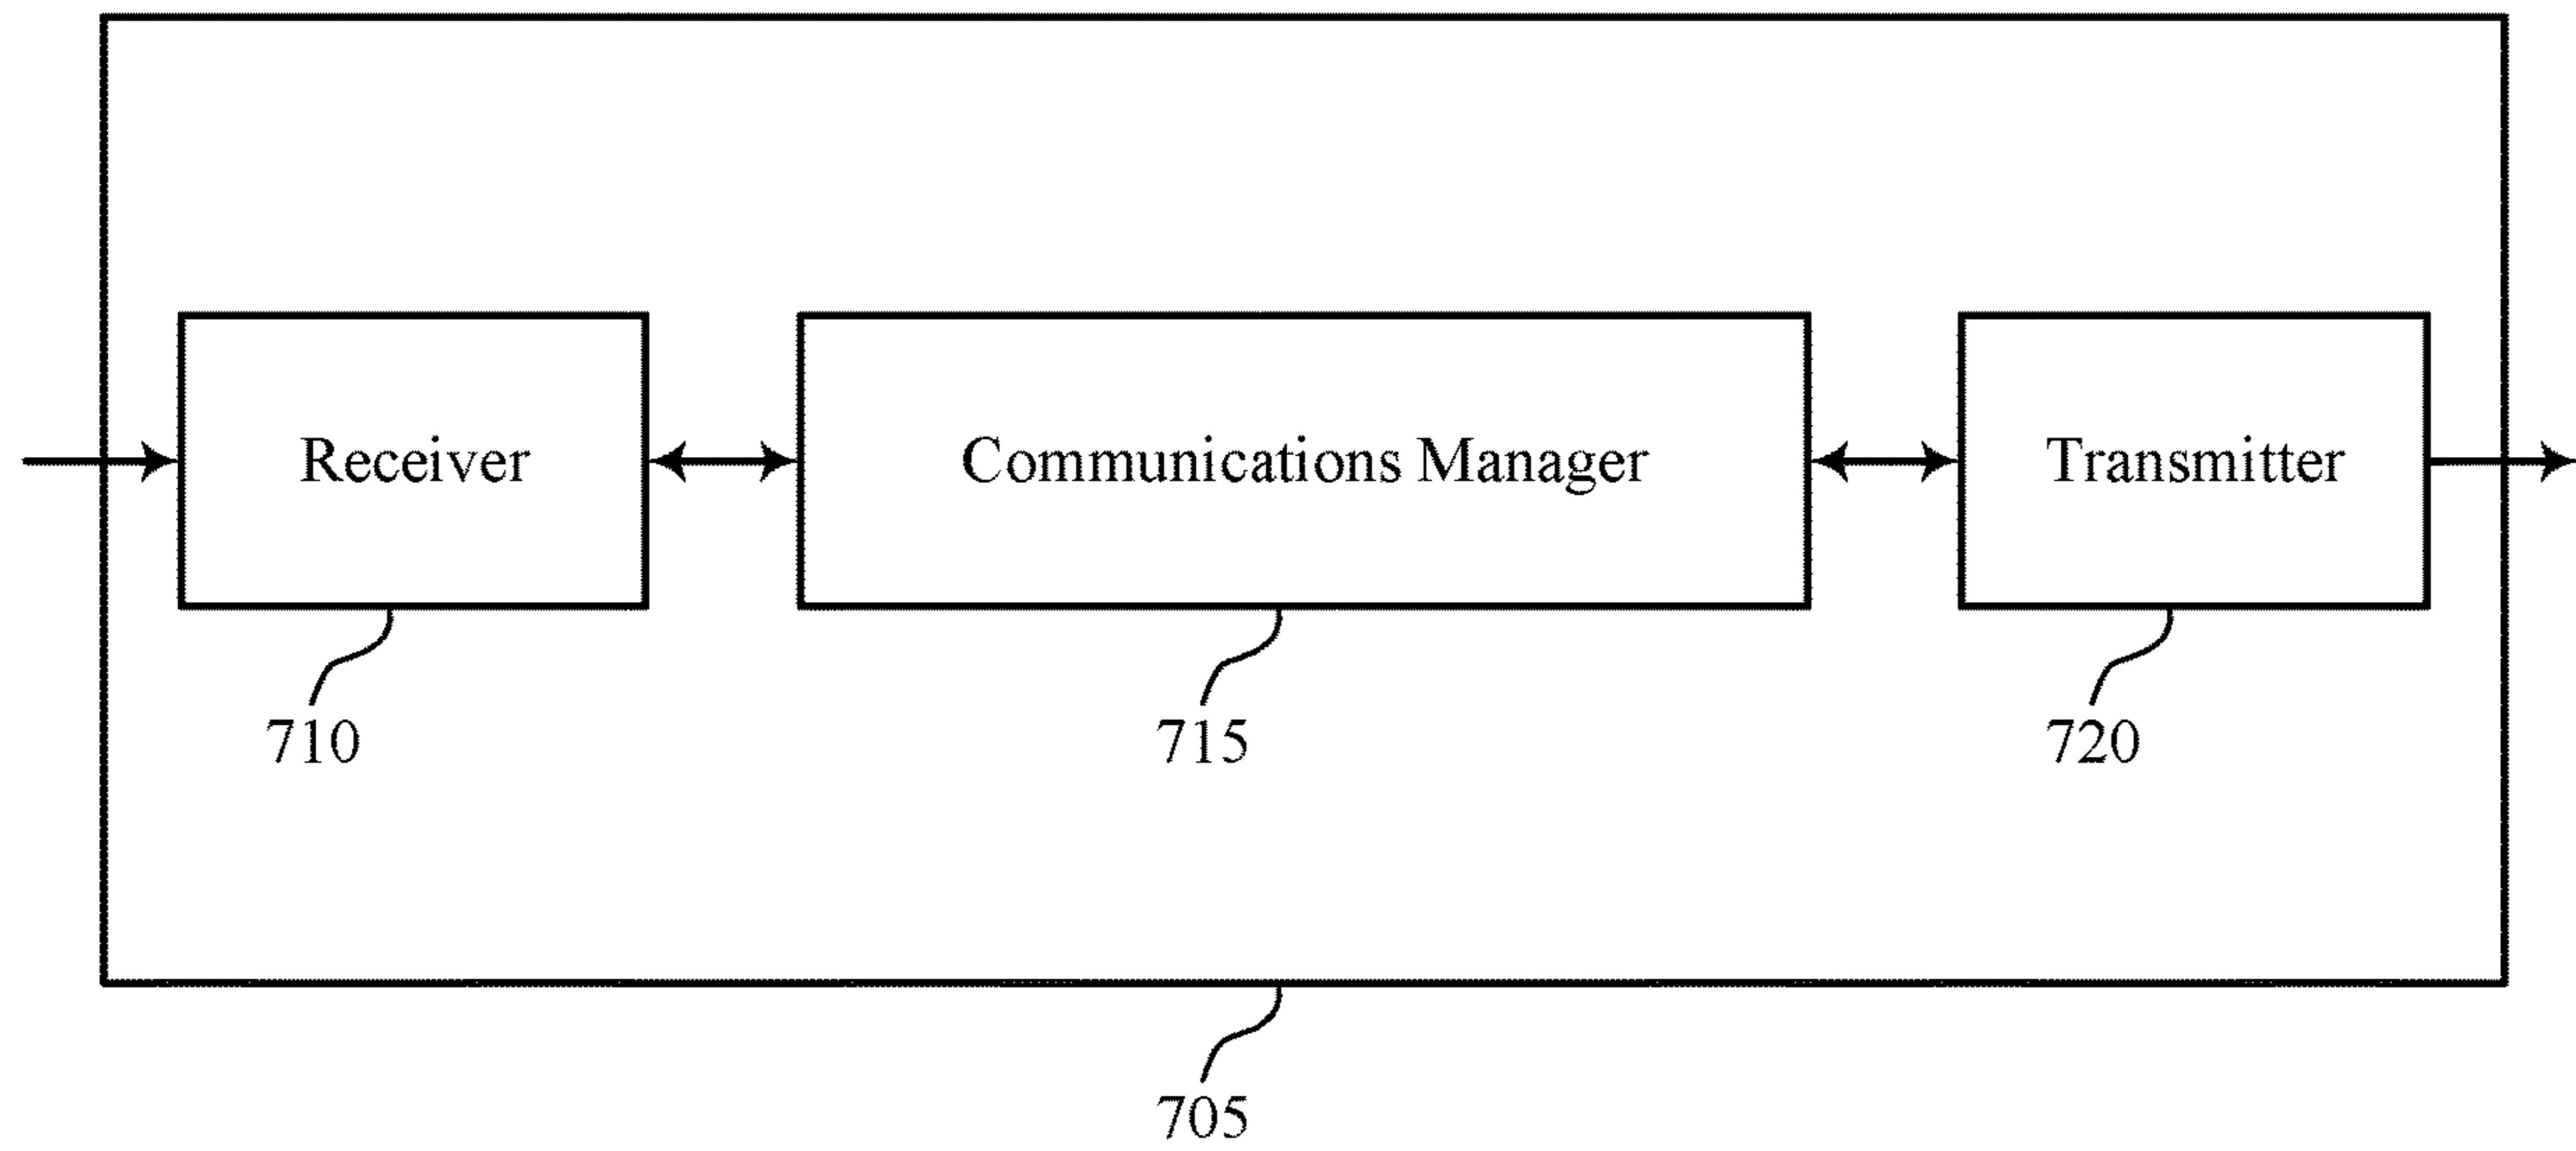 Receiver
Communications Manager
Transmitter
710
715
720
705